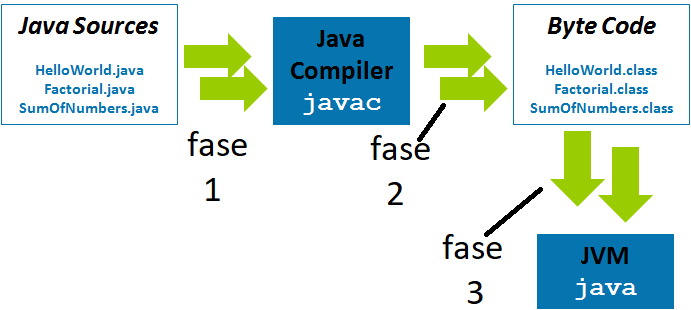 Java Sources
HelloWorld.java
Factorial.java
SumOfNumbers.java
Java
Compiler
javac
Byte Code
HelloWorld.class
Factorial.class
SumOfNumbers.class
fase
1
fase
2
fase
3
JVM
java